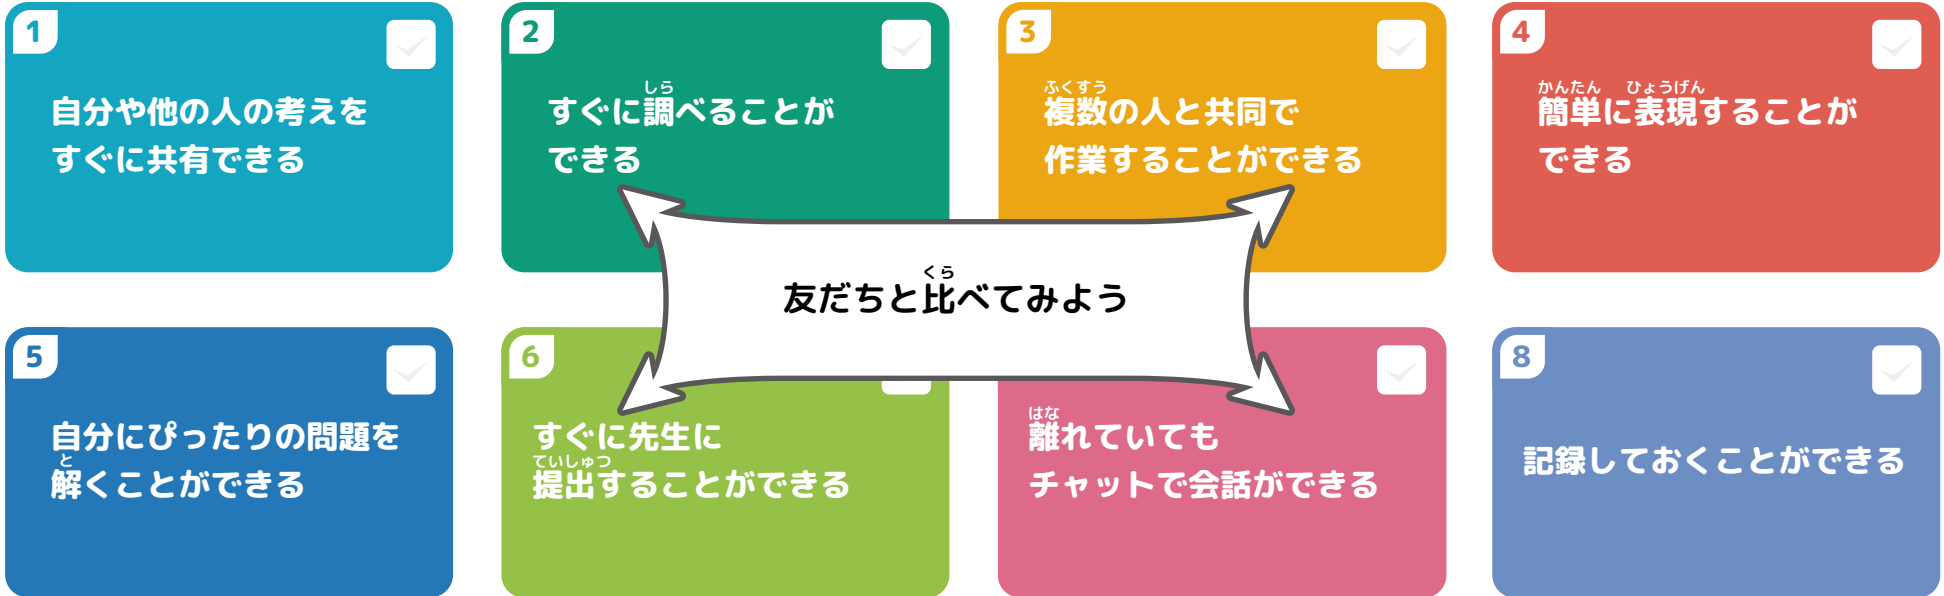 1
自分や他の人の考えを
すぐに共有できる
2
しら
すぐに調べることが
できる
3
ふくすう
複数の人と共同で
作業することができる
4
かんたん ひょうげん
簡単に表現することが
できる
くら
友だちと比べてみよう
5
自分にぴったりの問題を
と
解くことができる
6
すぐに先生に
ていしゅつ
提出することができる
はな
離れていても
チャットで会話ができる
8
記録しておくことができる